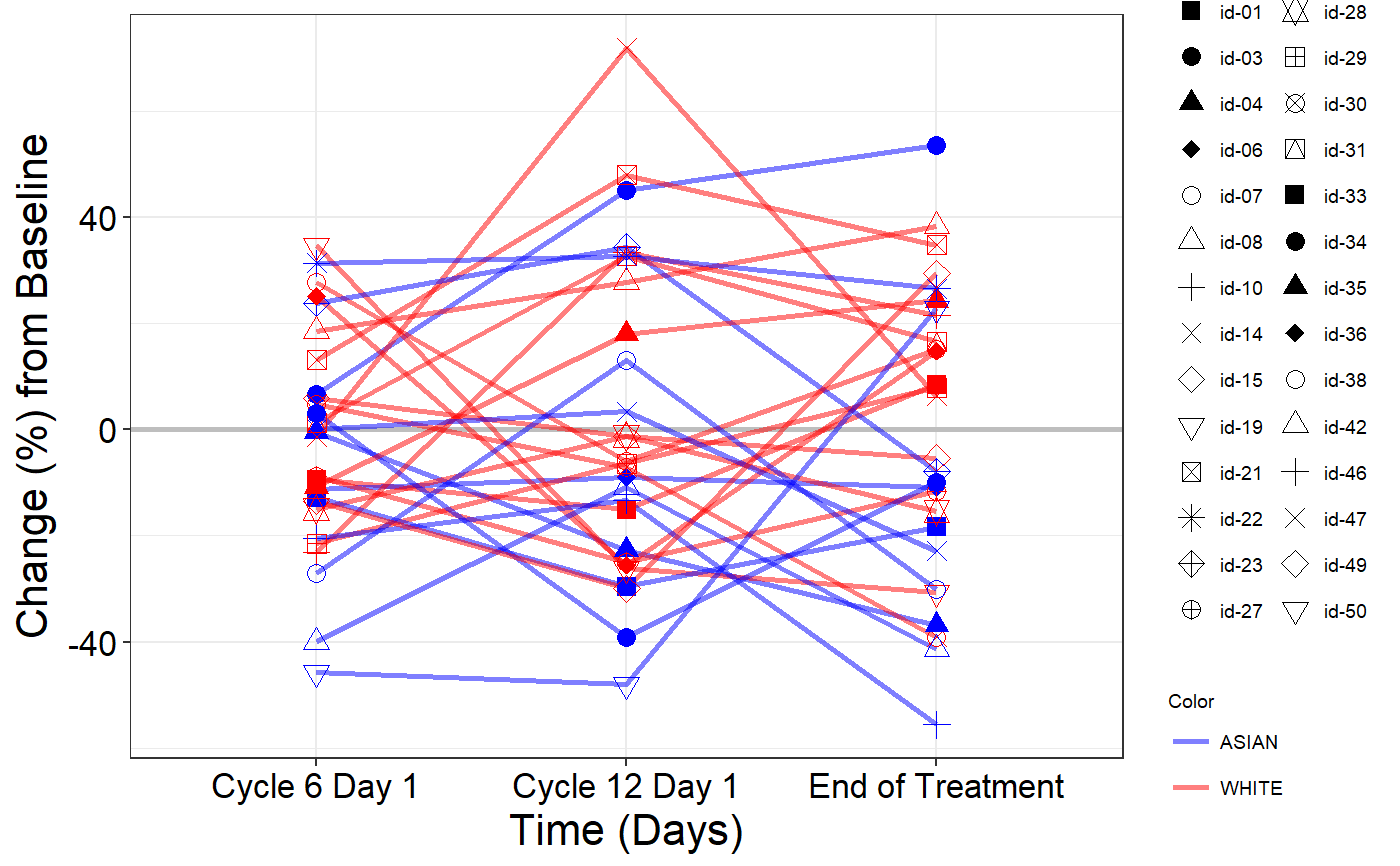 Change (%) from Baseline
40
0
-40
Cycle 6 Day 1
Cycle 12 Day 1
End of Treatment
Time (Days)
id-01
id-28
id-03
id-29
id-04
id-30
id-06
id-31
id-07
id-33
id-08
id-34
id-10
id-35
id-14
id-36
id-15
id-38
id-19
id-42
id-21
id-46
id-22
id-47
id-23
id-49
id-27
id-50
Color
ASIAN
WHITE